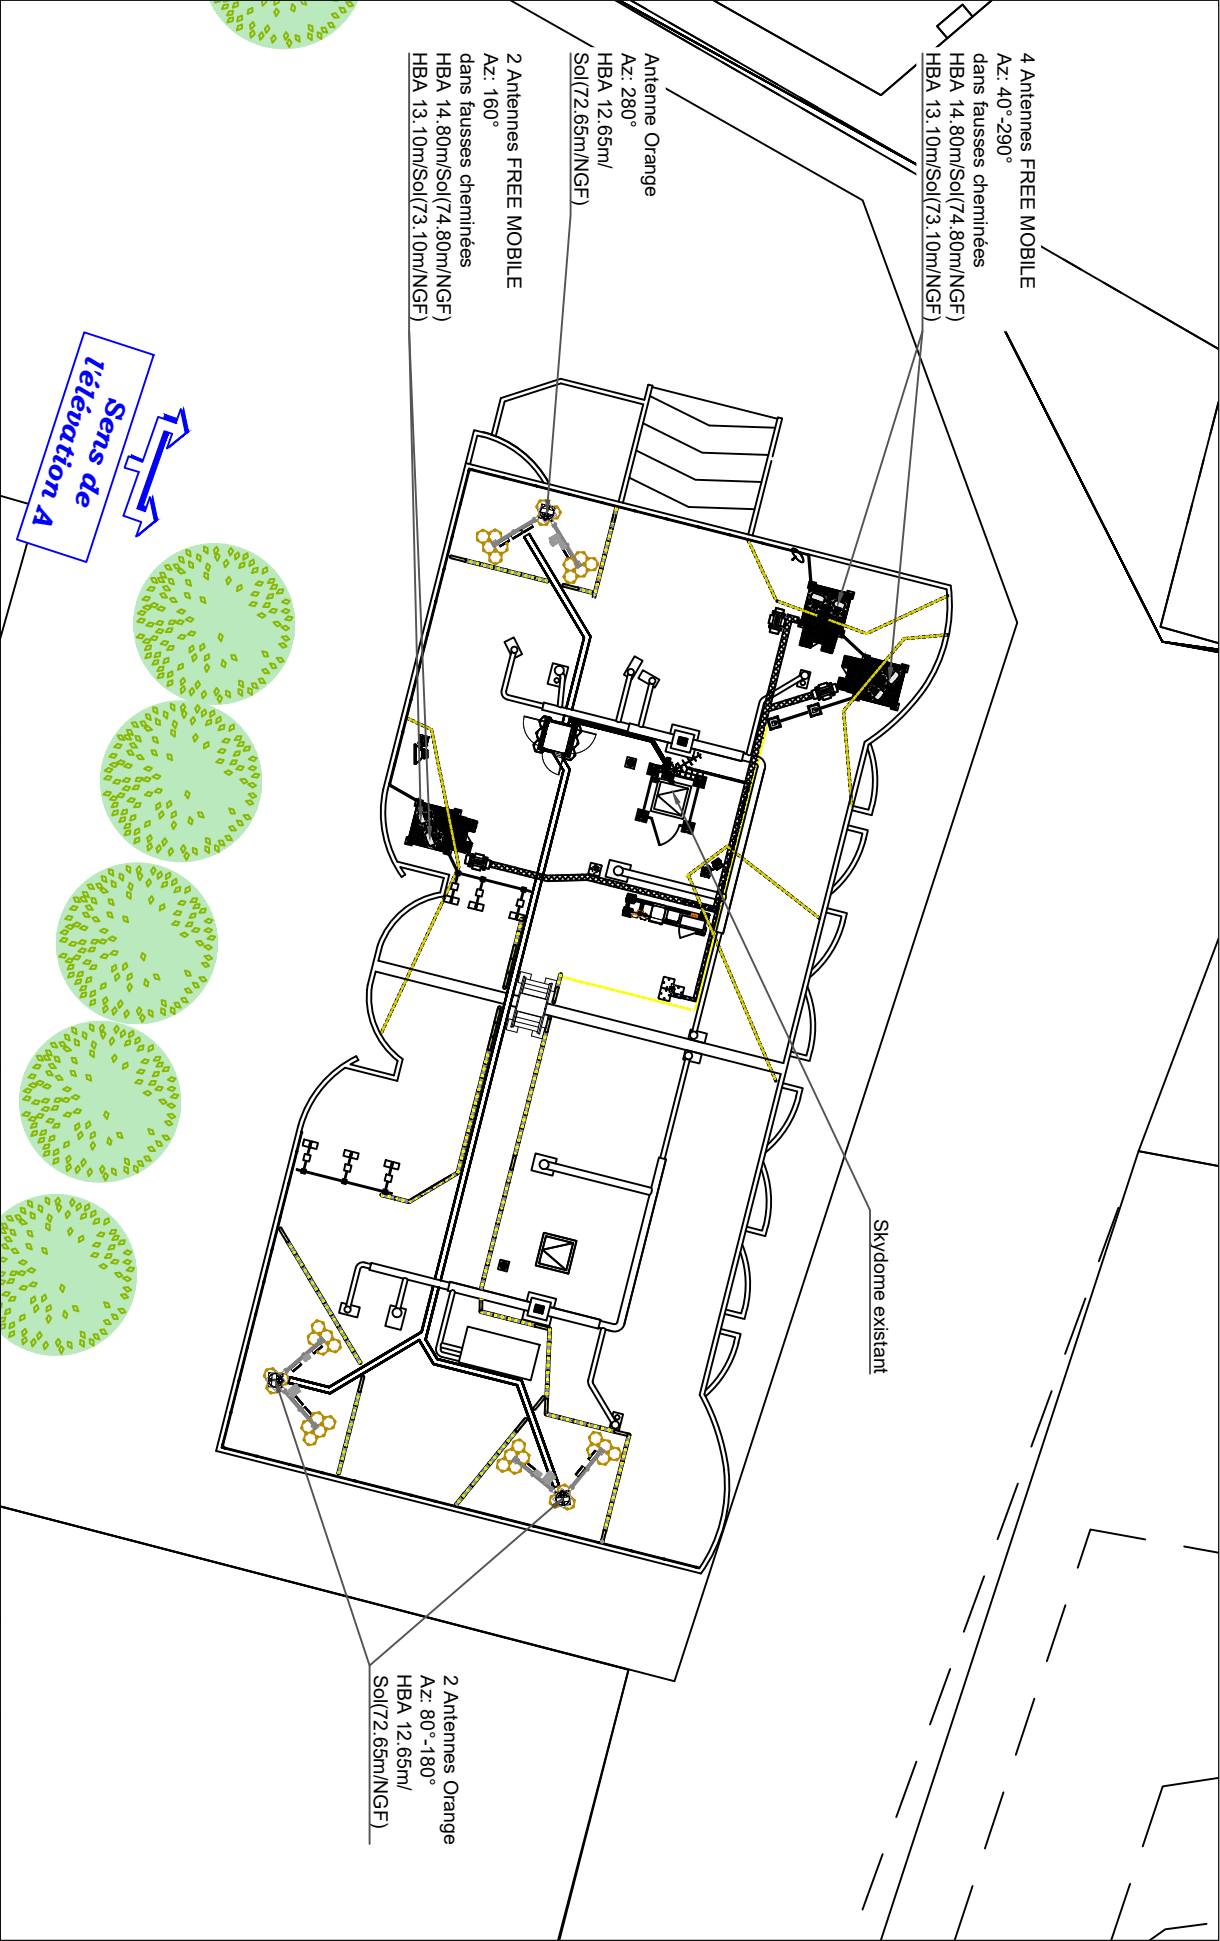 4 Antennes FREE MOBILE
Az: 40°-290°
dans fausses cheminées
HBA 14.80m/Sol(74.80m/NGF)
HBA 13.10m/Sol(73.10m/NGF)
Antenne Orange
Az: 280°
HBA 12.65m/
Sol(72.65m/NGF)
2 Antennes FREE MOBILE
Az: 160°
dans fausses cheminées
HBA 14.80m/Sol(74.80m/NGF)
HBA 13.10m/Sol(73.10m/NGF)
Sens de
l'élévation A
Skydome existant
2 Antennes Orange
Az: 80°-180°
HBA 12.65m/
Sol(72.65m/NGF)